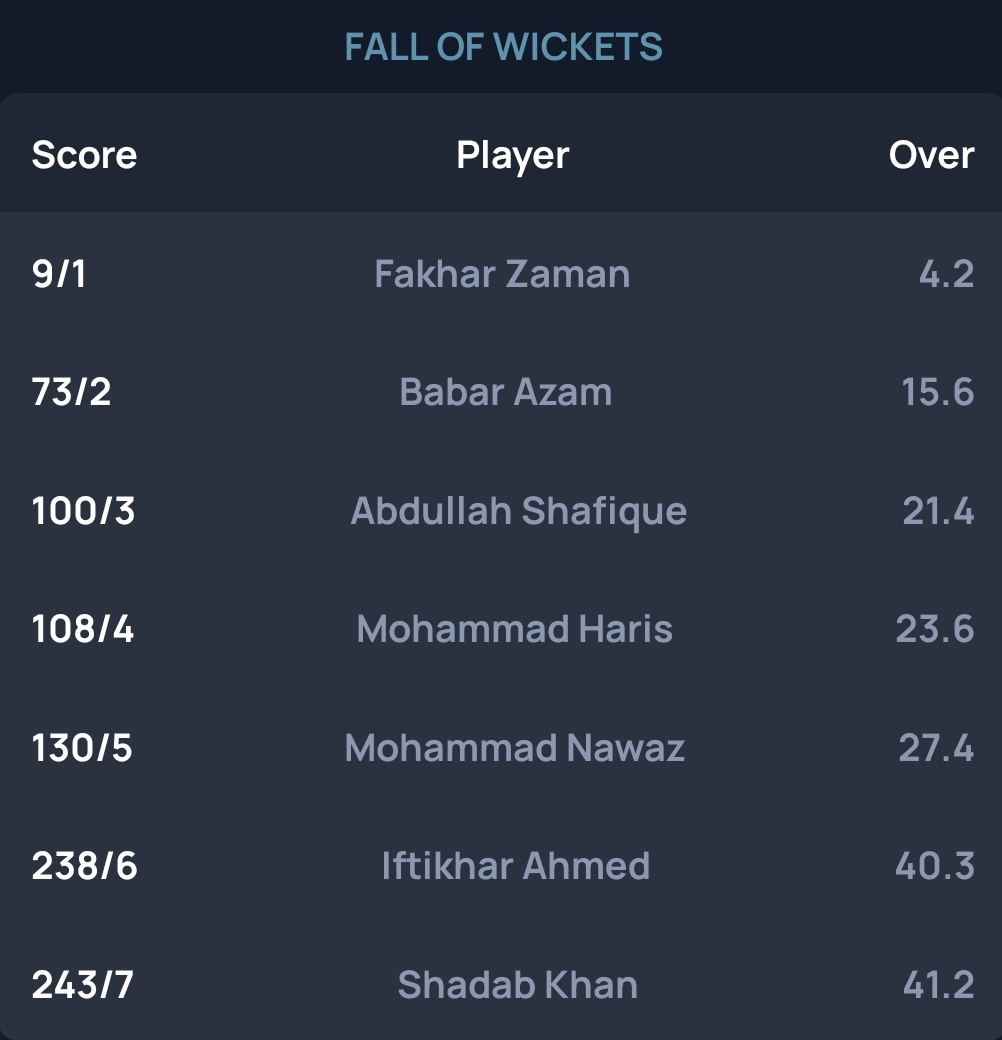 FALL OF WICKETS
Score Player Over
9/1 Fakhar Zaman 4.2
73/2 Babar Azam 15.6
100/3 Abdullah Shafique 21.4
108/4 Mohammad Haris 23.6
130/5 Mohammad Nawaz 27.4
238/6 Iftikhar Ahmed 40.3
243/7 Shadab Khan 41.2